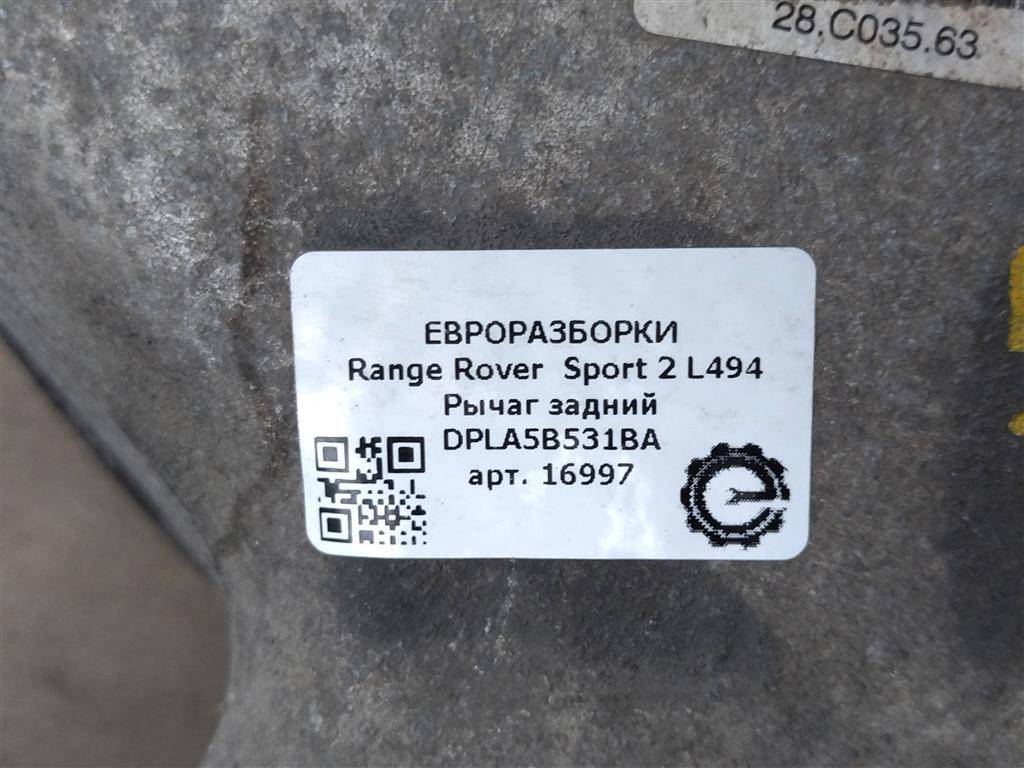 28.C035.63
ЕВРОРАЗБОРКИ
Range Rover Sport 2 L494
Рычаг задний
DPLA5B531BA
арт. 16997